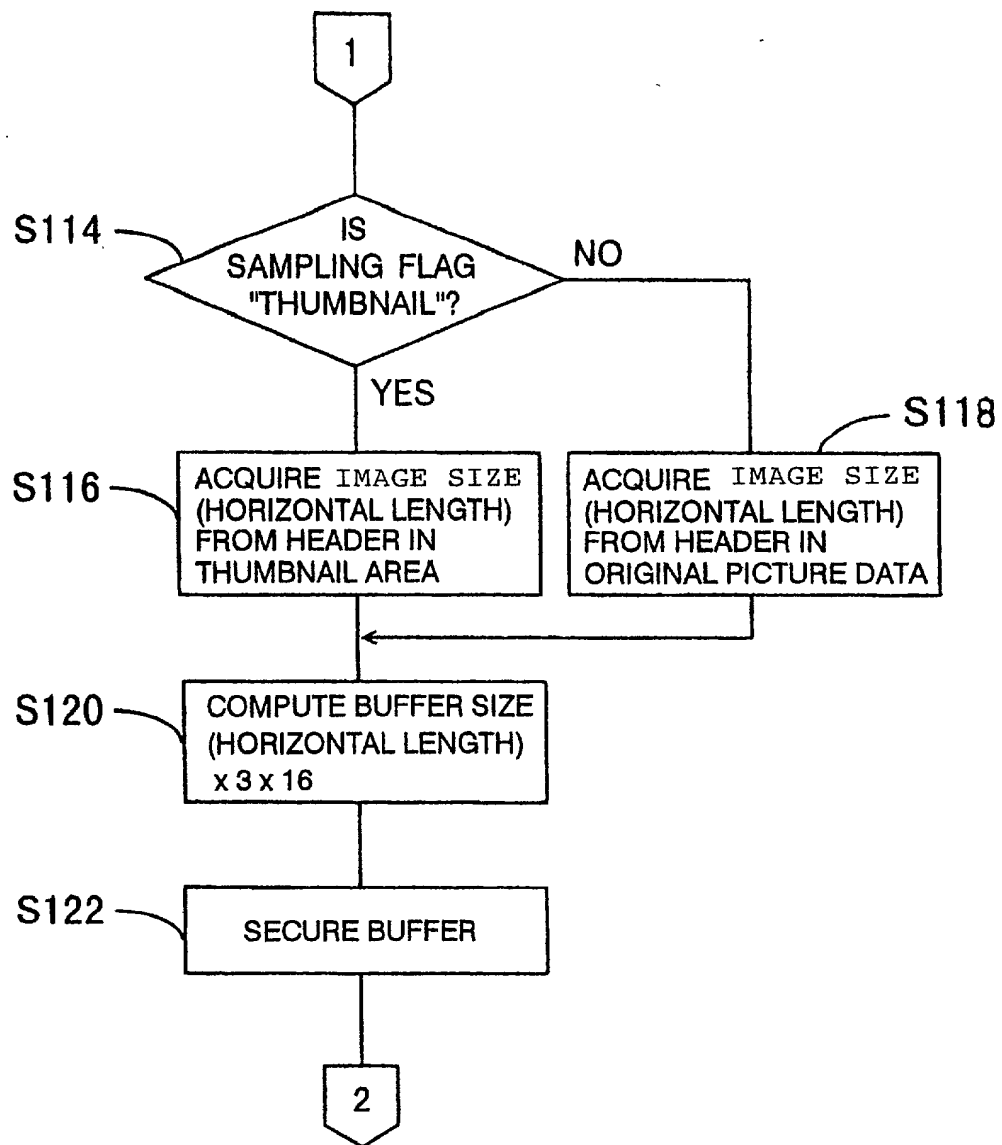 1
S114
IS
SAMPLING FLAG
"THUMBNAIL"?
NO
YES
S118
S116
ACQUIRE IMAGE SIZE
(HORIZONTAL LENGTH)
FROM HEADER IN
THUMBNAIL AREA
ACQUIRE IMAGE SIZE
(HORIZONTAL LENGTH)
FROM HEADER IN
ORIGINAL PICTURE DATA
S120
COMPUTE BUFFER SIZE
(HORIZONTAL LENGTH)
x 3 x 16
S122
SECURE BUFFER
2